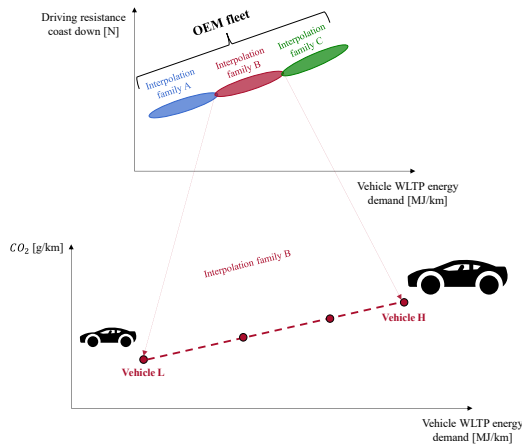 Driving resistance
coast down [N]
OEM fleet
Interpolation
family A
Interpolation
family B
Interpolation
family C
Vehicle WLTP energy
demand [MJ/km]
CO2 [g/km]
Interpolation family B
Vehicle L
Vehicle H
Vehicle WLTP energy
demand [MJ/km]